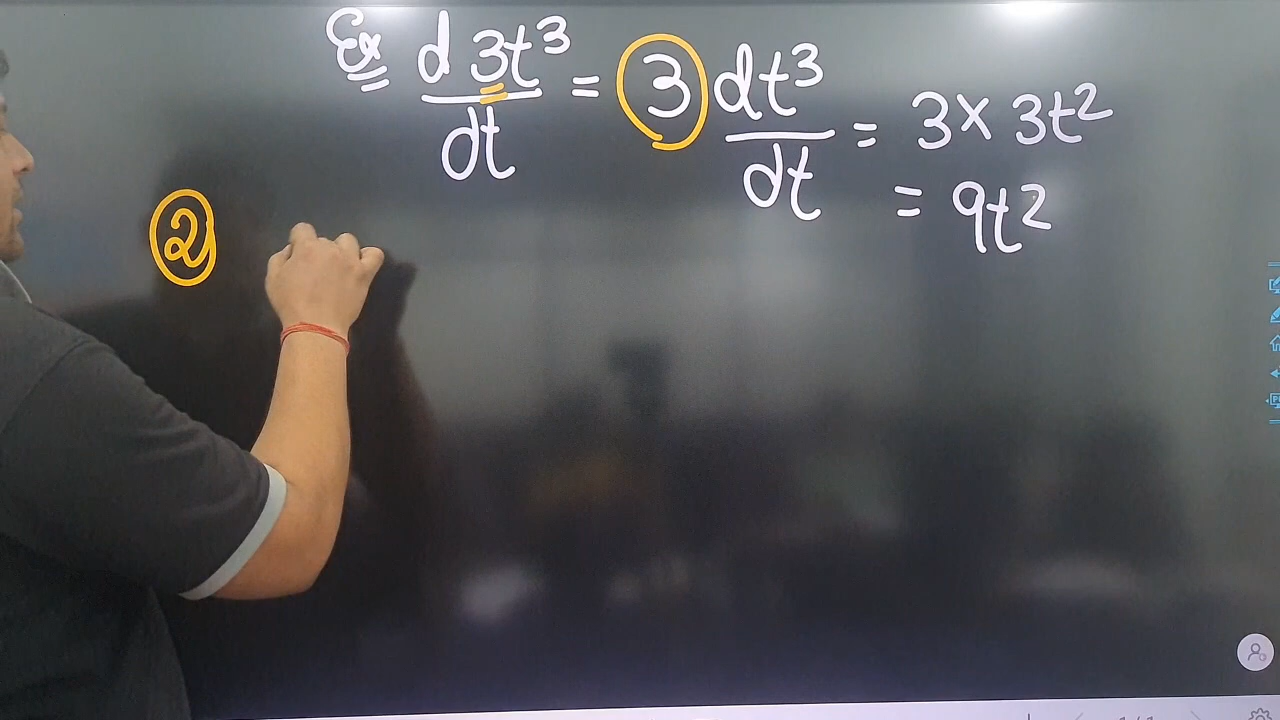 Ex d 3t³/dt = 3 dt³/dt = 3 × 3t²
= 9t²
2